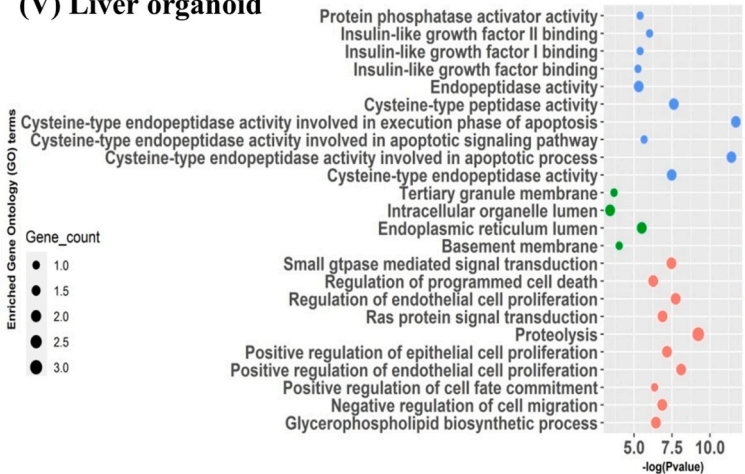 (V) Liver organoid
Enriched Gene Ontology (GO) terms
Protein phosphatase activator activity
Insulin-like growth factor II binding
Insulin-like growth factor I binding
Insulin-like growth factor binding
Endopeptidase activity
Cysteine-type peptidase activity
Cysteine-type endopeptidase activity involved in execution phase of apoptosis
Cysteine-type endopeptidase activity involved in apoptotic signaling pathway
Cysteine-type endopeptidase activity involved in apoptotic process
Cysteine-type endopeptidase activity
Tertiary granule membrane
Intracellular organelle lumen
Endoplasmic reticulum lumen
Basement membrane
Small gtpase mediated signal transduction
Regulation of programmed cell death
Regulation of endothelial cell proliferation
Ras protein signal transduction
Proteolysis
Positive regulation of epithelial cell proliferation
Positive regulation of endothelial cell proliferation
Positive regulation of cell fate commitment
Negative regulation of cell migration
Glycerophospholipid biosynthetic process
Gene_count
1.0
1.5
2.0
2.5
3.0
5.0 7.5 10.0
-log(Pvalue)